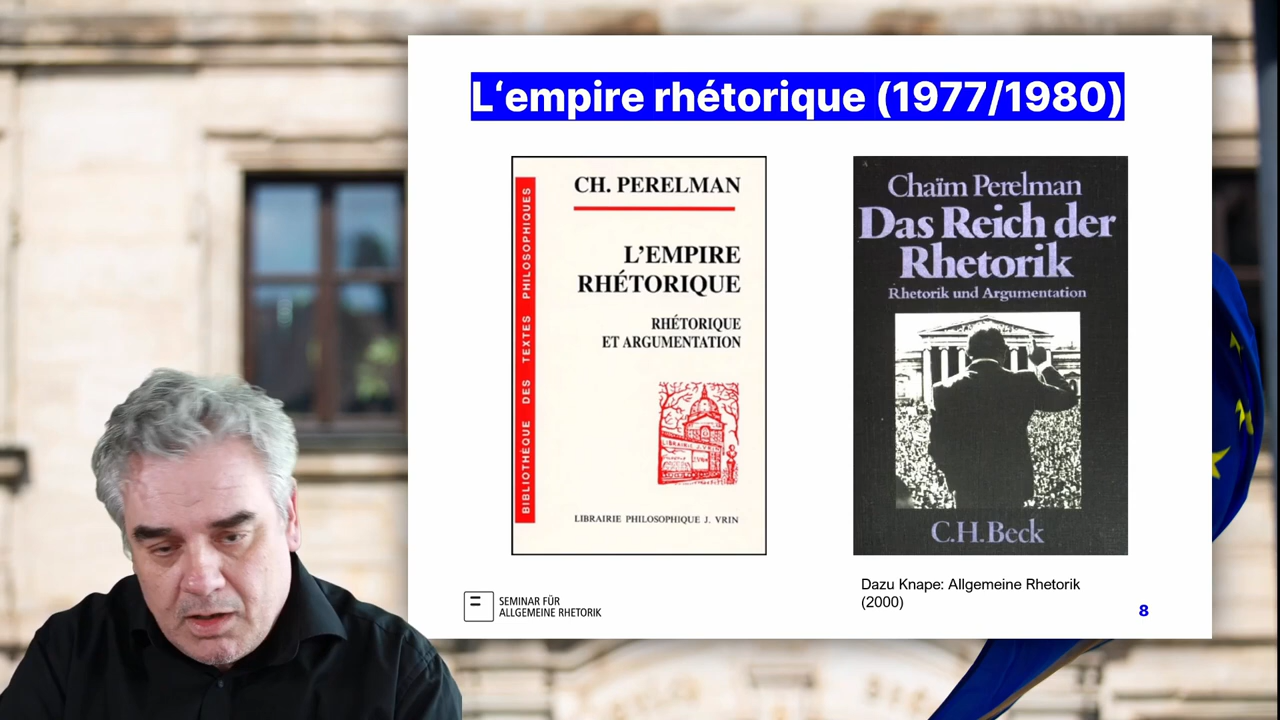 L‘empire rhétorique (1977/1980)
BIBLIOTHÈQUE DES TEXTES PHILOSOPHIQUES
CH. PERELMAN
L’EMPIRE
RHÉTORIQUE
RHÉTORIQUE
ET ARGUMENTATION
LIBRAIRIE J. VRIN
LIBRAIRIE PHILOSOPHIQUE J. VRIN
Chaïm Perelman
Das Reich der
Rhetorik
Rhetorik und Argumentation
C.H.Beck
Dazu Knape: Allgemeine Rhetorik
(2000)
SEMINAR FÜR
ALLGEMEINE RHETORIK
8